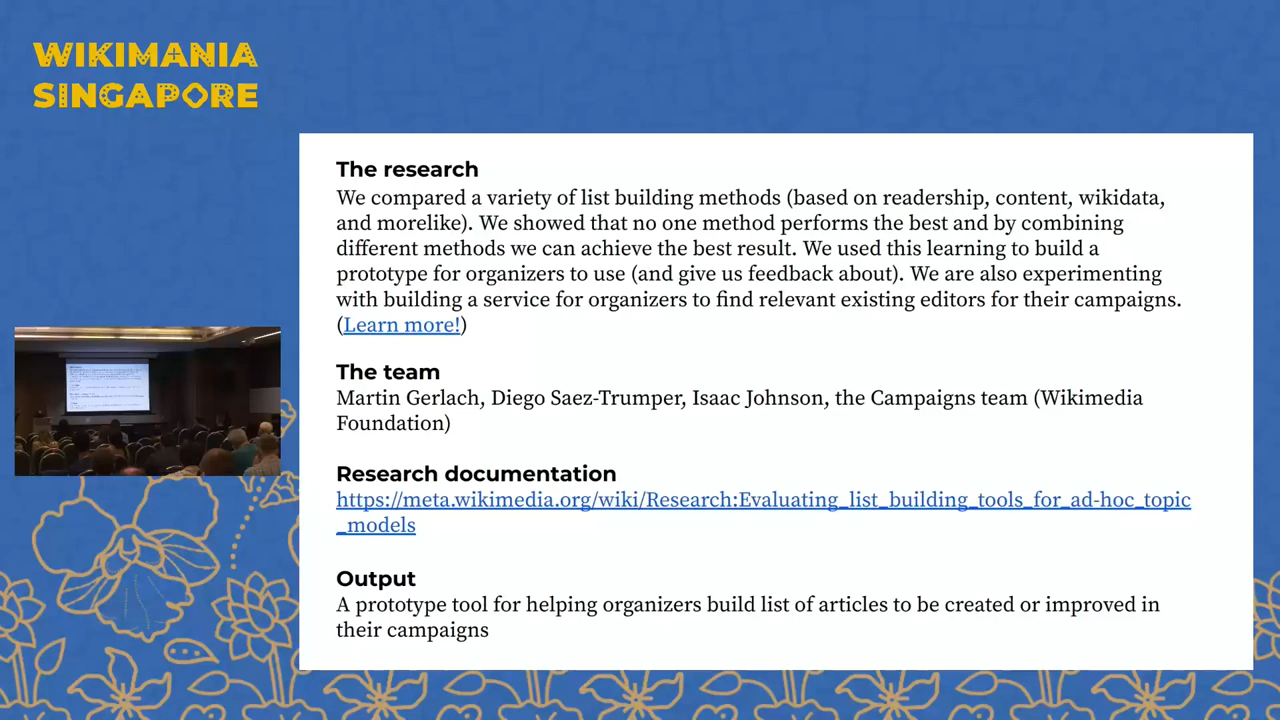 WIKIMANIA
SINGAPORE
The research
We compared a variety of list building methods (based on readership, content, wikidata,
and morelike). We showed that no one method performs the best and by combining
different methods we can achieve the best result. We used this learning to build a
prototype for organizers to use (and give us feedback about). We are also experimenting
with building a service for organizers to find relevant existing editors for their campaigns.
(Learn more!)
The team
Martin Gerlach, Diego Saez-Trumper, Isaac Johnson, the Campaigns team (Wikimedia
Foundation)
Research documentation
https://meta.wikimedia.org/wiki/Research:Evaluating_list_building_tools_for_ad-hoc_topic
_models
Output
A prototype tool for helping organizers build list of articles to be created or improved in
their campaigns